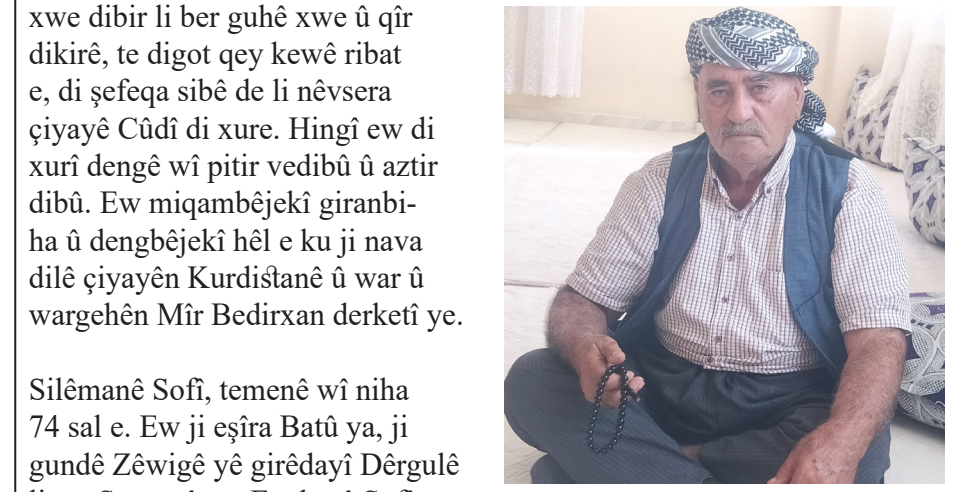 xwe dibir li ber guhê xwe û qîr
dikirê, te digot qey kewê ribat
e, di şefeqa sibê de li nêvsera
çiyayê Cûdî di xure. Hingî ew di
xurî dengê wî pitir vedibû û aztir
dibû. Ew miqambêjekî giranbi-
ha û dengbêjekî hêl e ku ji nava
dilê çiyayên Kurdistanê û war û
wargehên Mîr Bedirxan derketî ye.
Silêmanê Sofî, temenê wî niha
74 sal e. Ew ji eşîra Batû ya, ji
gundê Zêwigê yê girêdayî Dêrgulê